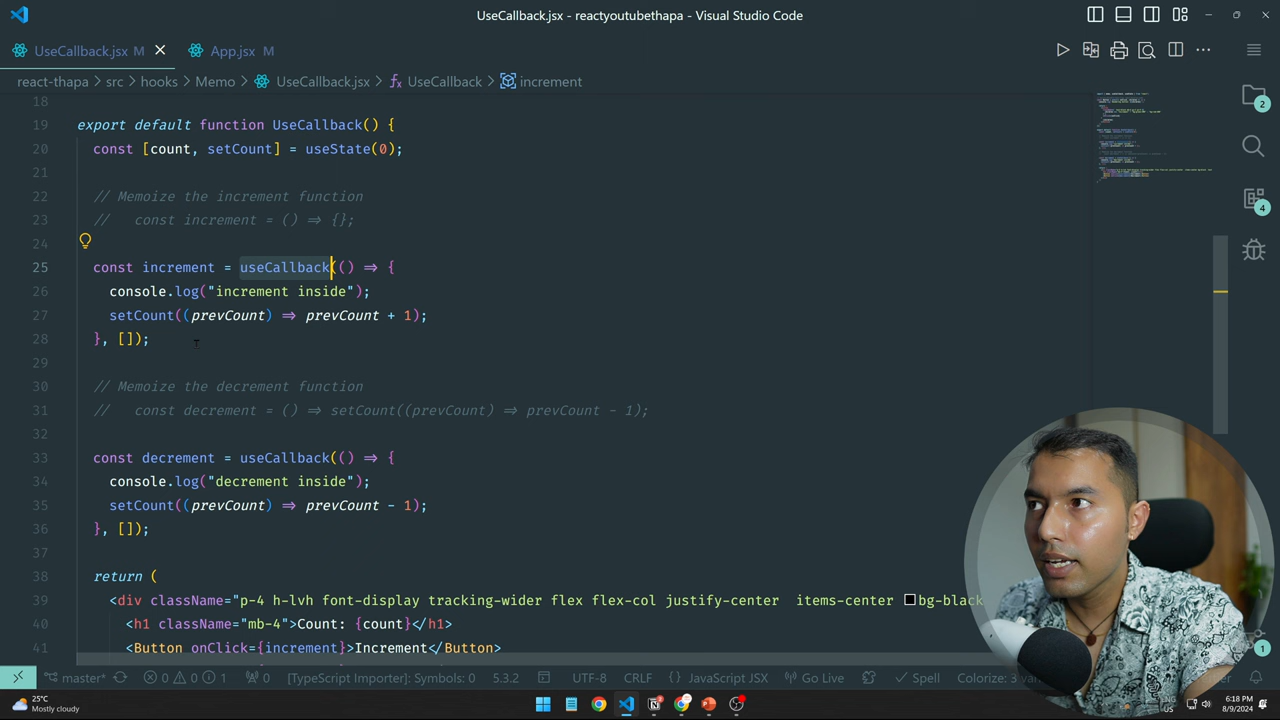 UseCallback.jsx - reactyoutubethapa - Visual Studio Code
UseCallback.jsx M
App.jsx M
react-thapa > src > hooks > Memo > UseCallback.jsx > UseCallback > increment
18
19 export default function UseCallback() {
20 const [count, setCount] = useState(0);
21
22 // Memoize the increment function
23 // const increment = () => {};
24
25 const increment = useCallback(() => {
26 console.log("increment inside");
27 setCount((prevCount) => prevCount + 1);
28 }, []);
29
30 // Memoize the decrement function
31 // const decrement = () => setCount((prevCount) => prevCount - 1);
32
33 const decrement = useCallback(() => {
34 console.log("decrement inside");
35 setCount((prevCount) => prevCount - 1);
36 }, []);
37
38 return (
39 <div className="p-4 h-lvh font-display tracking-wider flex flex-col justify-center items-center bg-black
40 <h1 className="mb-4">Count: {count}</h1>
41 <Button onClick={increment}>Increment</Button>
2
4
1
master* 0 0 1 0 [TypeScript Importer]: Symbols: 0 5.3.2 UTF-8 CRLF {} JavaScript JSX Go Live Spell Colorize: 3
25°C
Mostly cloudy
6:18 PM
8/9/2024